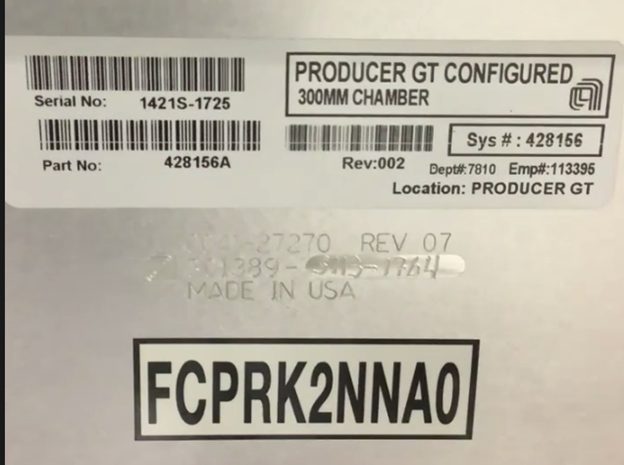 PRODUCER GT CONFIGURED
300MM CHAMBER
Serial No: 1421S-1725
Sys # : 428156
Part No: 428156A
Rev:002
Dept#:7810 Emp#:113395
Location: PRODUCER GT
27270 REV 07
MADE IN USA
FCPRK2NNA0